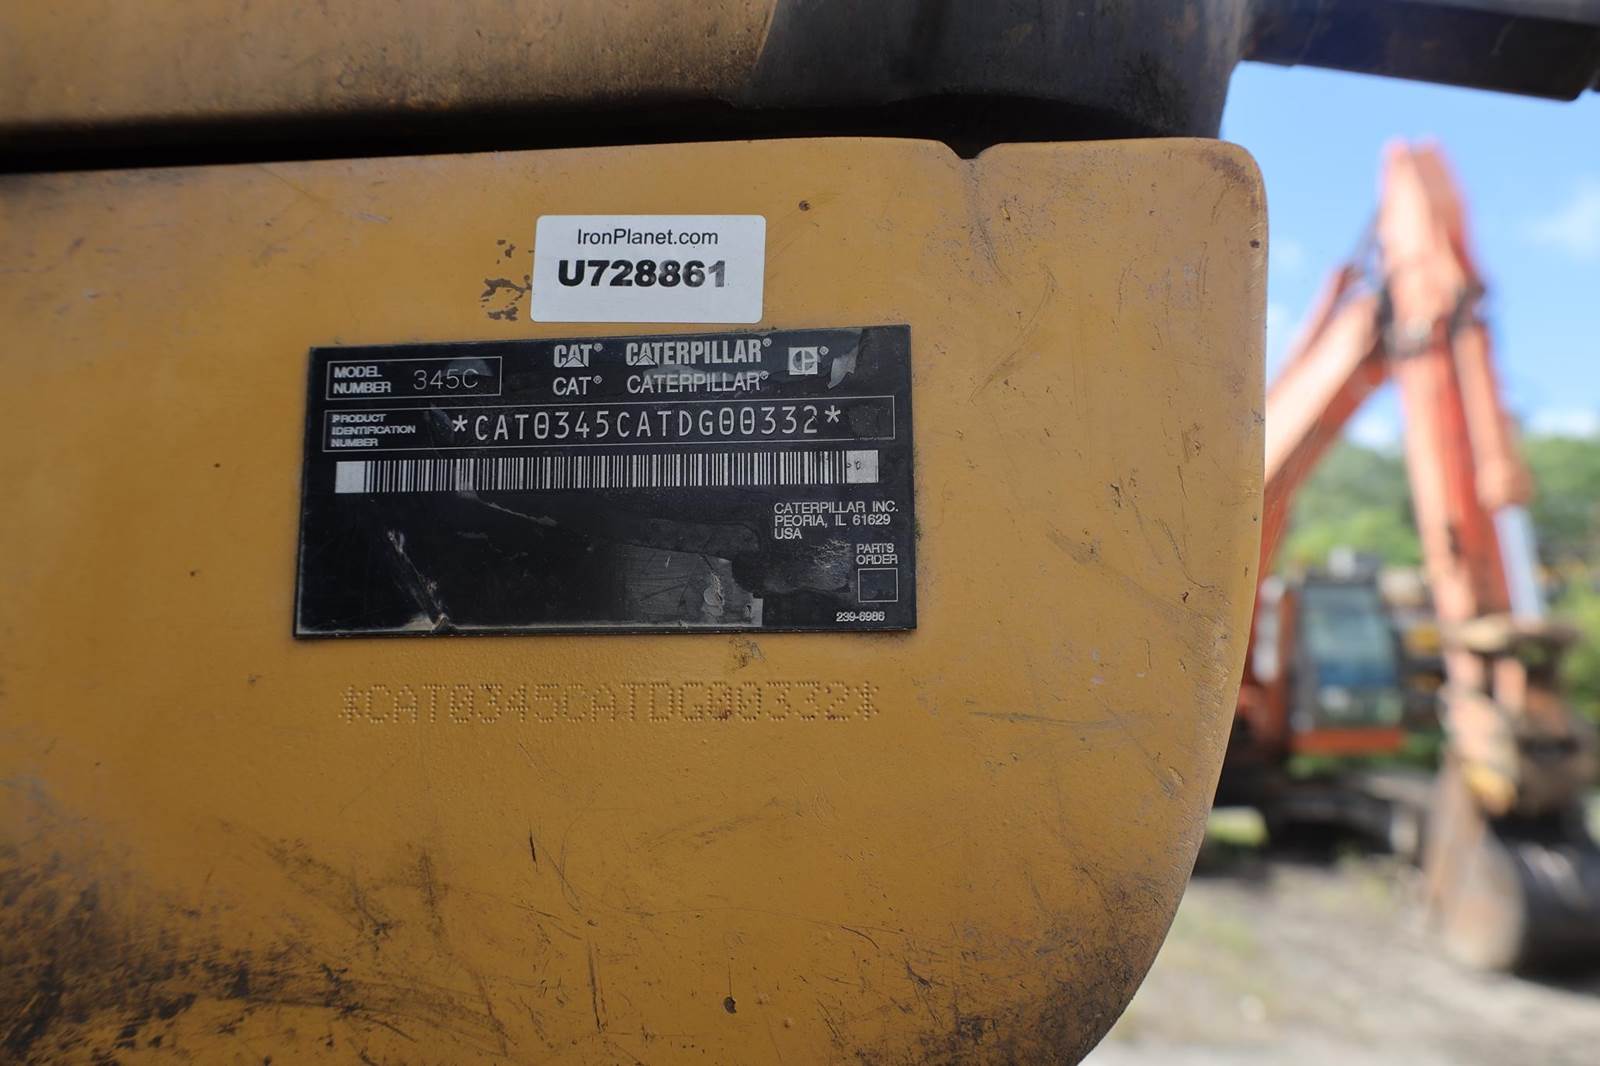 IronPlanet.com
U728861
MODEL NUMBER 345C
CAT® CATERPILLAR®
CAT® CATERPILLAR®
PRODUCT IDENTIFICATION NUMBER *CAT0345CATDG00332*
CATERPILLAR INC.
PEORIA, IL 61629
USA
PARTS
ORDER
239-6986
*CAT0345CATDG00332*